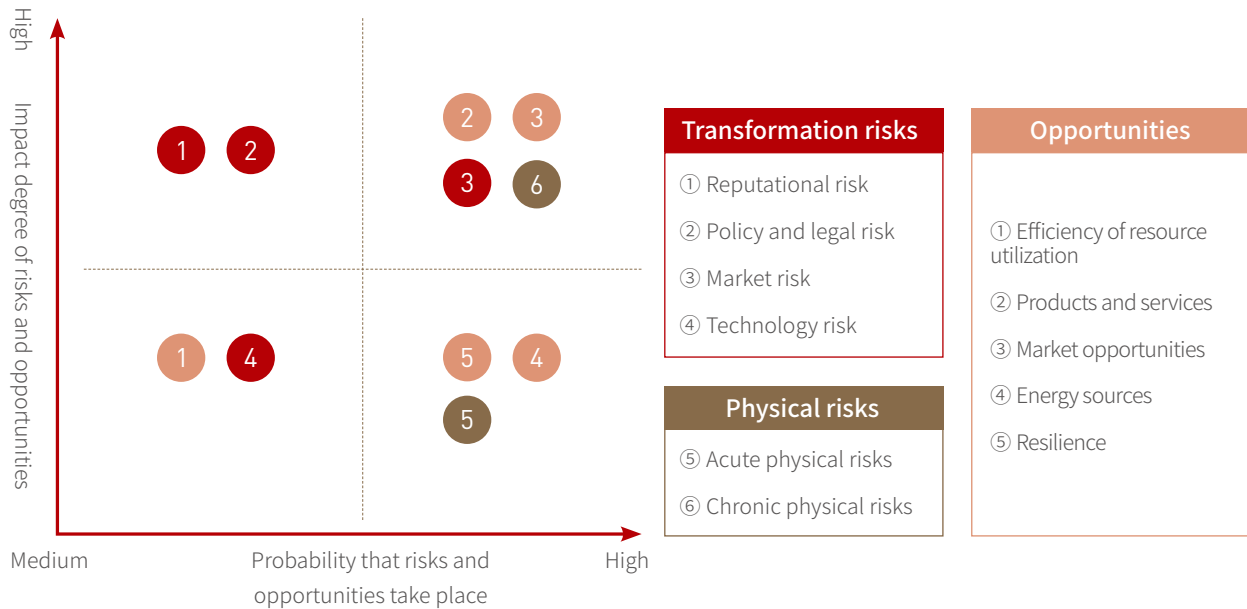 High
Impact degree of risks and opportunities
1
2
2
3
3
6
1
4
5
4
5
Medium
Probability that risks and
opportunities take place
High
Transformation risks
① Reputational risk
② Policy and legal risk
③ Market risk
④ Technology risk
Physical risks
⑤ Acute physical risks
⑥ Chronic physical risks
Opportunities
① Efficiency of resource
utilization
② Products and services
③ Market opportunities
④ Energy sources
⑤ Resilience